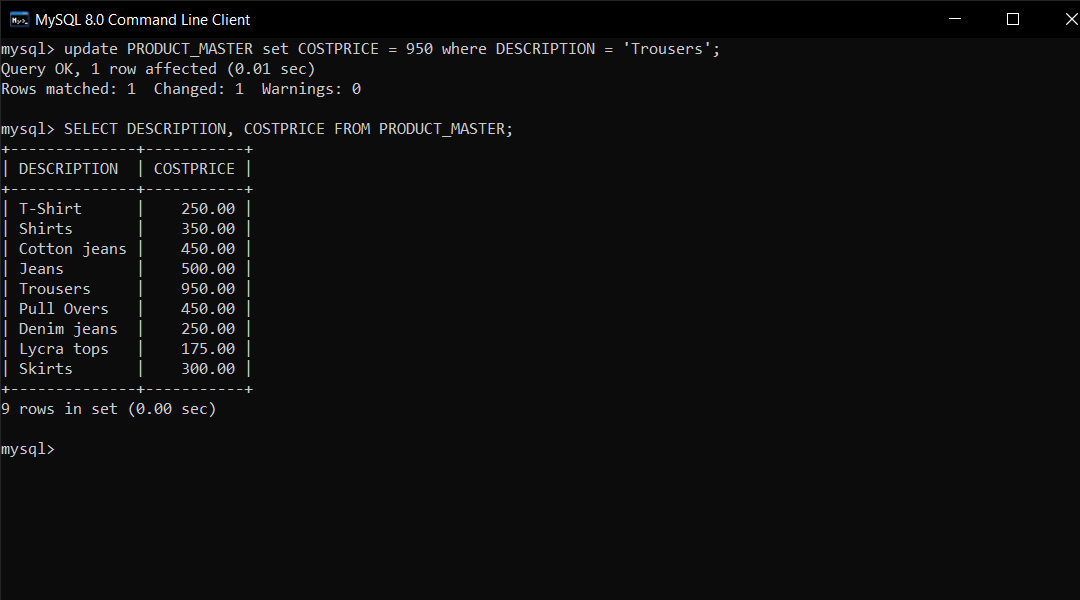 MySQL 8.0 Command Line Client
mysql> update PRODUCT_MASTER set COSTPRICE = 950 where DESCRIPTION = 'Trousers';
Query OK, 1 row affected (0.01 sec)
Rows matched: 1  Changed: 1  Warnings: 0
mysql> SELECT DESCRIPTION, COSTPRICE FROM PRODUCT_MASTER;
+--------------+-----------+
| DESCRIPTION  | COSTPRICE |
+--------------+-----------+
| T-Shirt      |    250.00 |
| Shirts       |    350.00 |
| Cotton jeans |    450.00 |
| Jeans        |    500.00 |
| Trousers     |    950.00 |
| Pull Overs   |    450.00 |
| Denim jeans  |    250.00 |
| Lycra tops   |    175.00 |
| Skirts       |    300.00 |
+--------------+-----------+
9 rows in set (0.00 sec)
mysql>